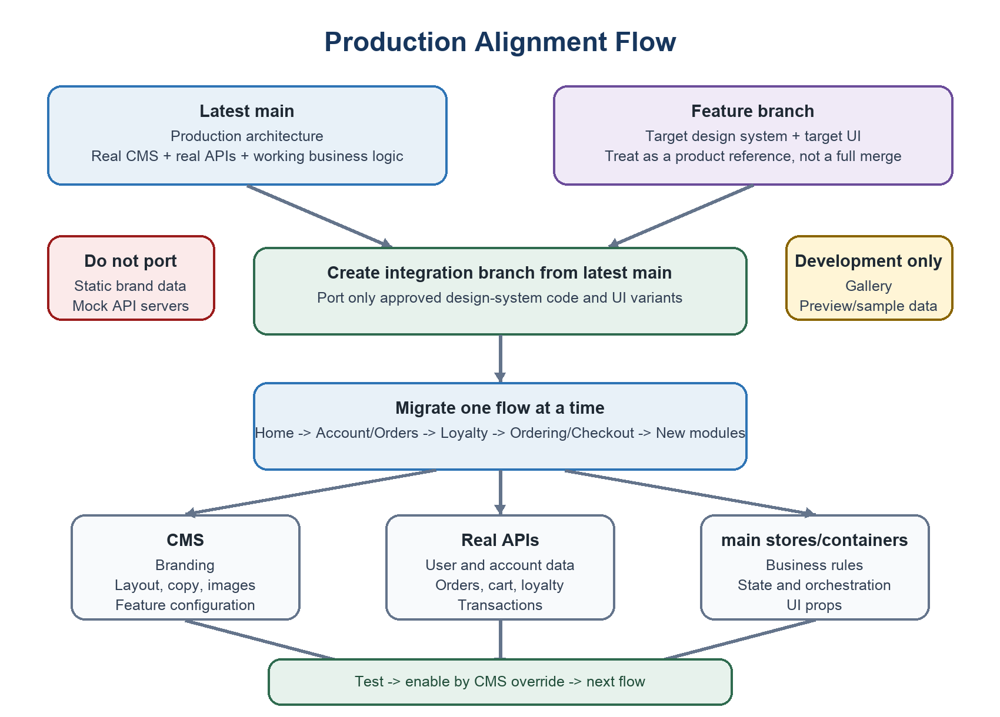 Production Alignment Flow
Latest main
Production architecture
Real CMS + real APIs + working business logic
Feature branch
Target design system + target UI
Treat as a product reference, not a full merge
Do not port
Static brand data
Mock API servers
Create integration branch from latest main
Port only approved design-system code and UI variants
Development only
Gallery
Preview/sample data
Migrate one flow at a time
Home -> Account/Orders -> Loyalty -> Ordering/Checkout -> New modules
CMS
Branding
Layout, copy, images
Feature configuration
Real APIs
User and account data
Orders, cart, loyalty
Transactions
main stores/containers
Business rules
State and orchestration
UI props
Test -> enable by CMS override -> next flow